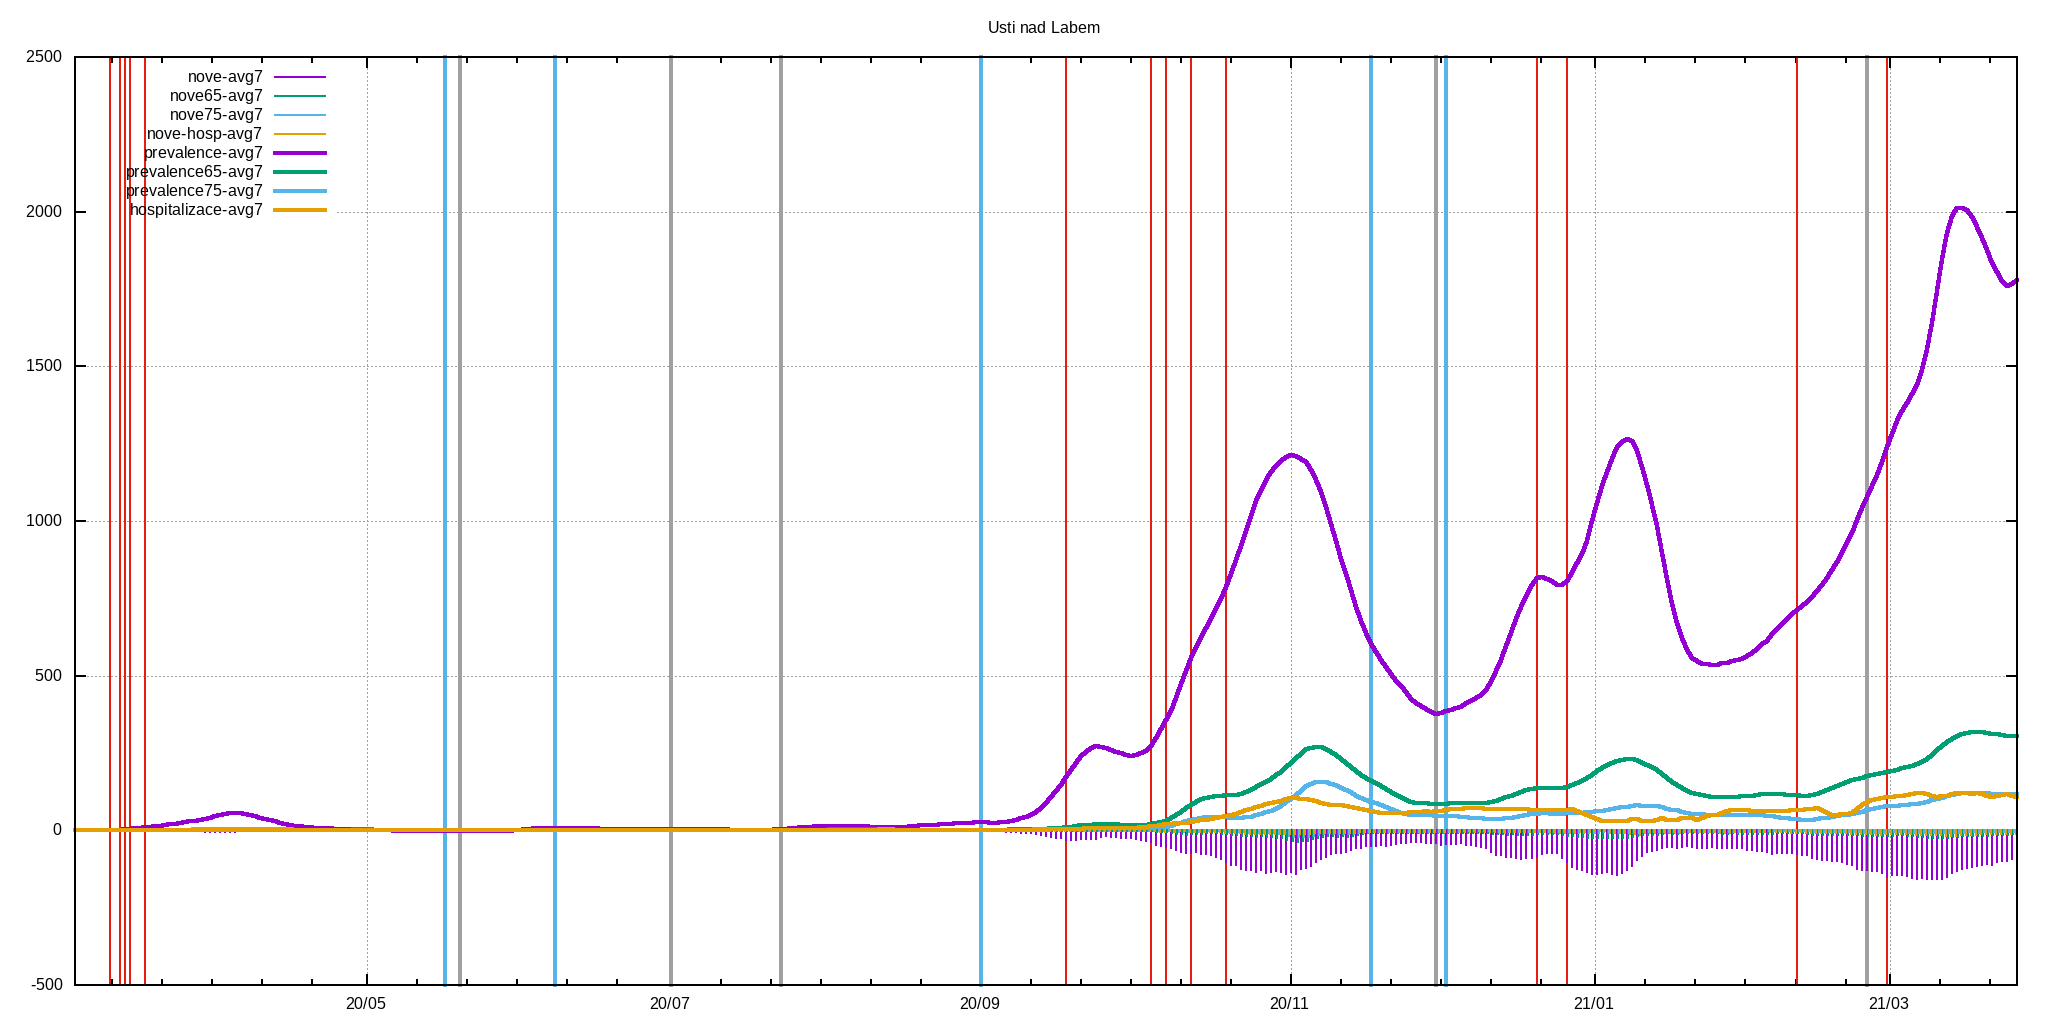 Usti nad Labem
2500
2000
1500
1000
500
0
-500
nove-avg7
nove65-avg7
nove75-avg7
nove-hosp-avg7
prevalence-avg7
prevalence65-avg7
prevalence75-avg7
hospitalizace-avg7
20/05
20/07
20/09
20/11
21/01
21/03